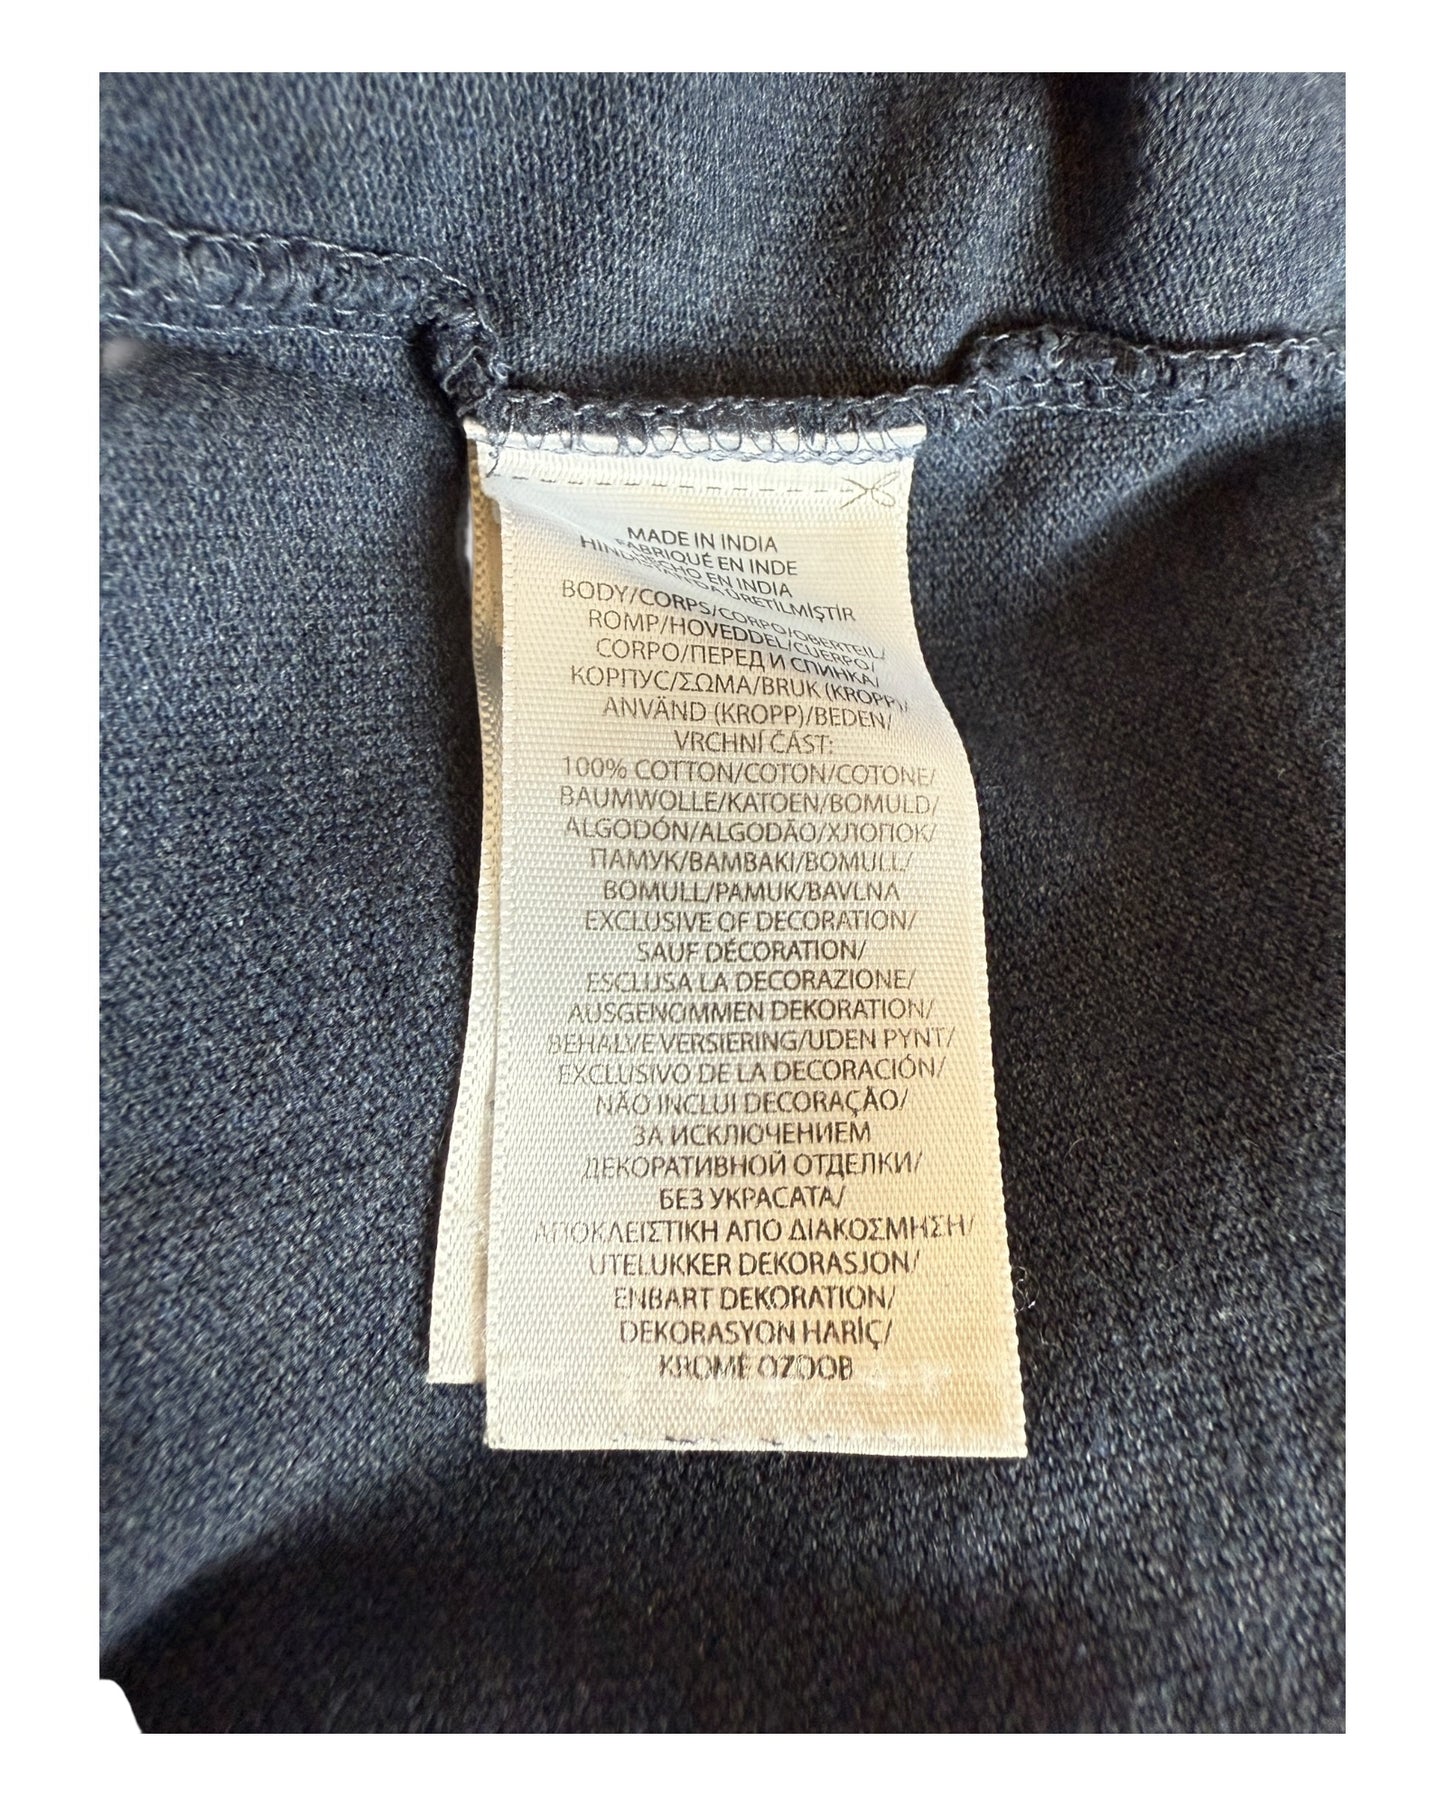 MADE IN INDIA
FABRIQUÉ EN INDE
HECHO EN INDIA
ÜRETİLMİŞTİR
BODY/CORPS/CORPO/OBERTEIL/
ROMP/HOVEDDEL/CUERPO/
CORPO/ПЕРЕД И СПИНКА/
КОРПУС/ΣΩΜΑ/BRUK (KROPP)/
ANVÄND (KROPP)/BEDEN/
VRCHNÍ ČÁST:
100% COTTON/COTON/COTONE/
BAUMWOLLE/KATOEN/BOMULD/
ALGODÓN/ALGODÃO/ХЛОПОК/
ПАМУК/ΒΑΜΒΑΚΙ/BOMULL/
BOMULL/PAMUK/BAVLNA
EXCLUSIVE OF DECORATION/
SAUF DÉCORATION/
ESCLUSA LA DECORAZIONE/
AUSGENOMMEN DEKORATION/
BEHALVE VERSIERING/UDEN PYNT/
EXCLUSIVO DE LA DECORACIÓN/
NÃO INCLUI DECORAÇÃO/
ЗА ИСКЛЮЧЕНИЕМ
ДЕКОРАТИВНОЙ ОТДЕЛКИ/
БЕЗ УКРАСАТА/
ΑΠΟΚΛΕΙΣΤΙΚΗ ΑΠΟ ΔΙΑΚΟΣΜΗΣΗ/
UTELUKKER DEKORASJON/
ENBART DEKORATION/
DEKORASYON HARİÇ/
KROMĚ OZDOB